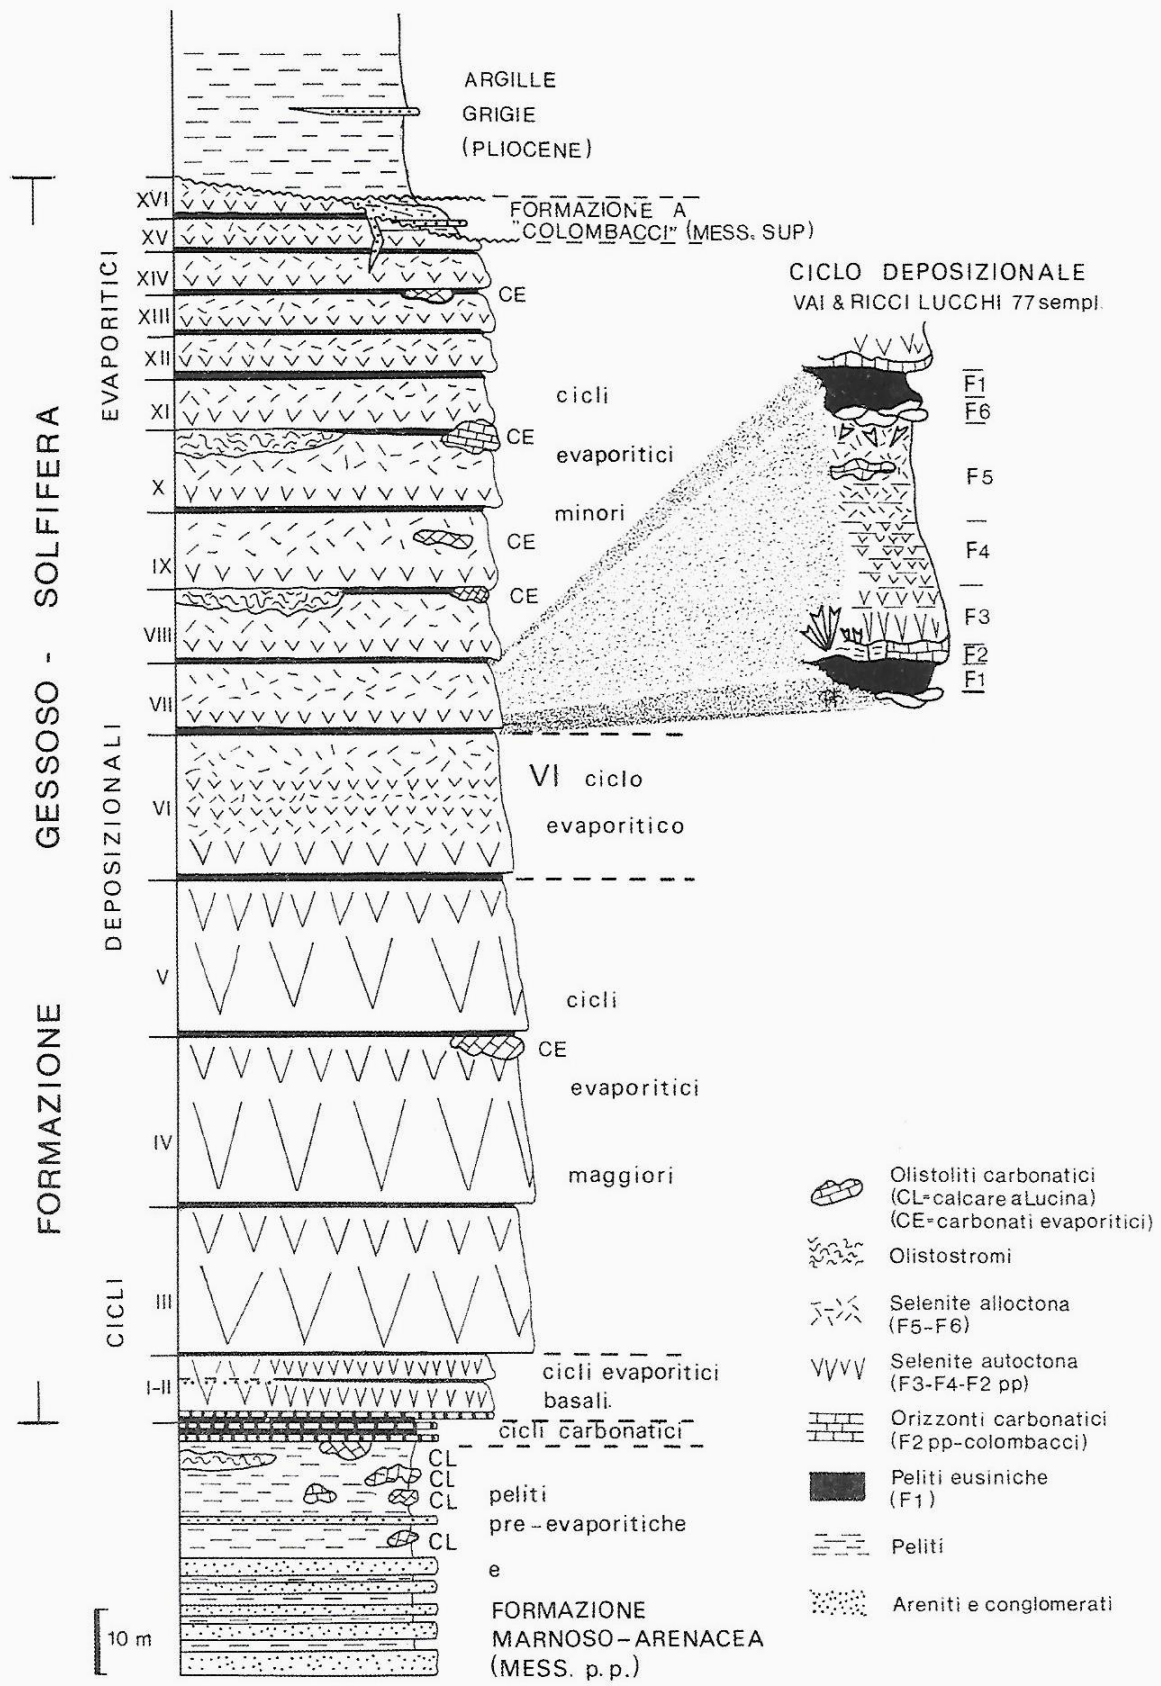 ARGILLE
GRIGIE
(PLIOCENE)
FORMAZIONE A
"COLOMBACCI" (MESS. SUP)
CICLO DEPOSIZIONALE
VAI & RICCI LUCCHI 77 sempl.
FORMAZIONE GESSOSO - SOLFIFERA
CICLI DEPOSIZIONALI EVAPORITICI
XVI
XV
XIV
CE
XIII
XII
XI
CE
X
IX
CE
CE
VIII
VII
VI
V
IV
CE
III
I-II
cicli
evaporitici
minori
F1
F6
F5
F4
F3
F2
F1
VI ciclo
evaporitico
cicli
evaporitici
maggiori
cicli evaporitici
basali.
cicli carbonatici
CL
CL
CL
CL
peliti
pre-evaporitiche
e
FORMAZIONE
MARNOSO-ARENACEA
(MESS. p.p.)
10 m
Olistoliti carbonatici
(CL=calcare a Lucina)
(CE=carbonati evaporitici)
Olistostromi
Selenite alloctona
(F5-F6)
Selenite autoctona
(F3-F4-F2 pp)
Orizzonti carbonatici
(F2 pp-colombacci)
Peliti eusiniche
(F1)
Peliti
Areniti e conglomerati